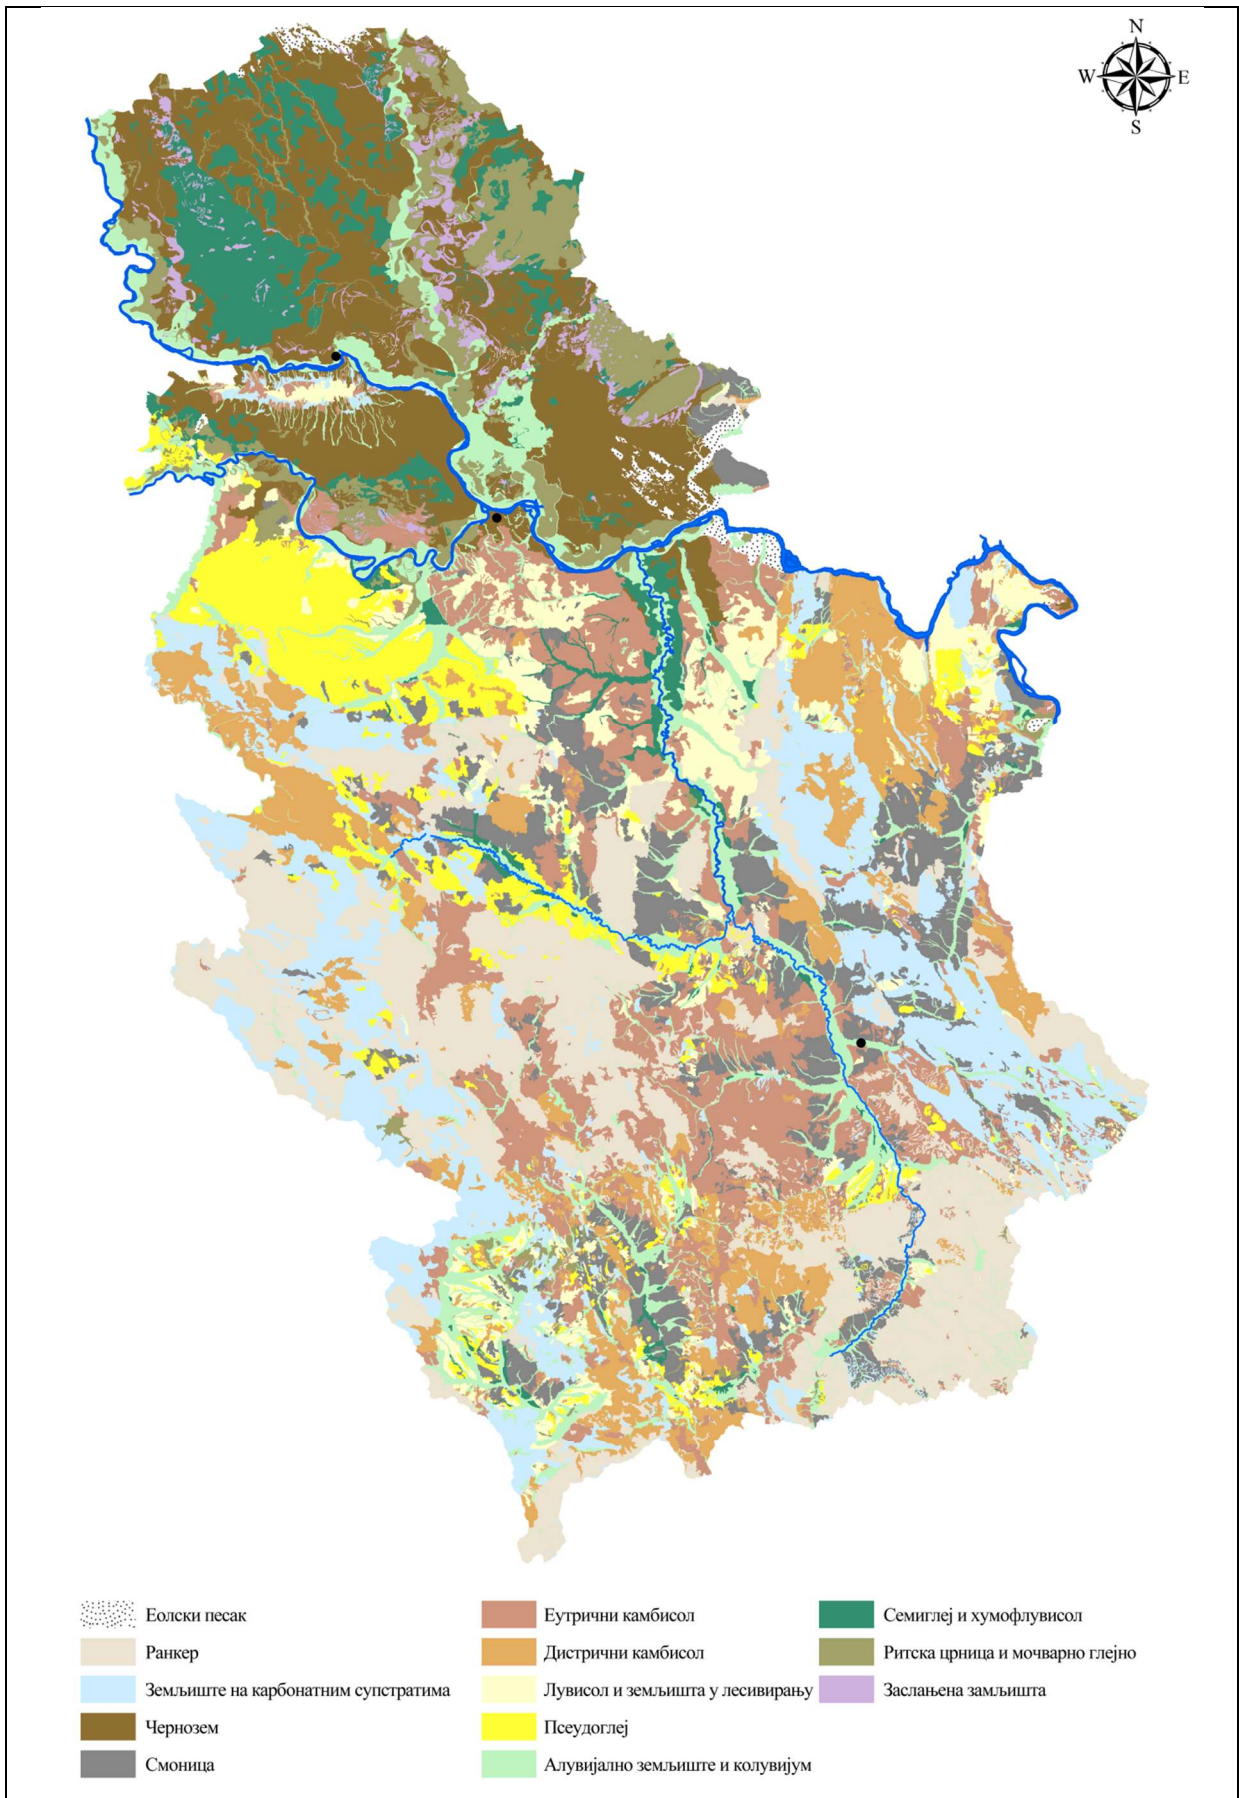 N
W E
S
Еолски песак
Ранкер
Земљиште на карбонатним супстратима
Чернозем
Смоница
Еутрични камбисол
Дистрични камбисол
Лувисол и земљишта у лесивирању
Псеудоглеј
Алувијално земљиште и колувијум
Семиглеј и хумофлувисол
Ритска црница и мочварно глејно
Заслањена замљишта